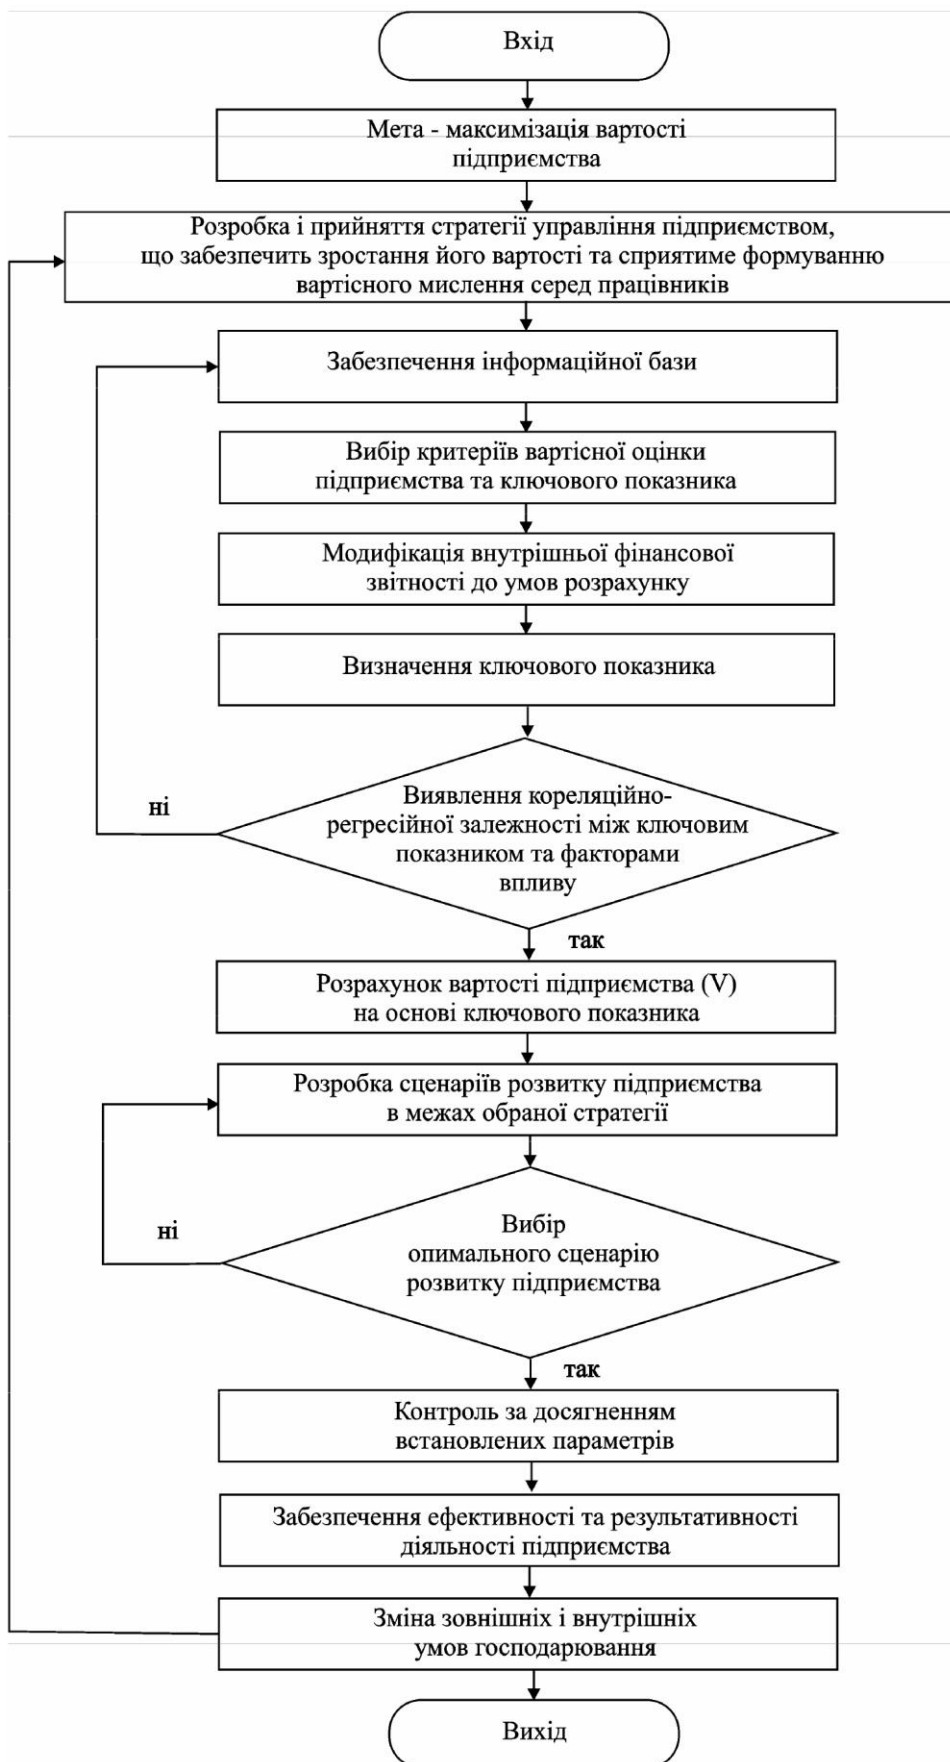 Вхід
Мета - максимізація вартості
підприємства
Розробка і прийняття стратегії управління підприємством,
що забезпечить зростання його вартості та сприятиме формуванню
вартісного мислення серед працівників
Забезпечення інформаційної бази
Вибір критеріїв вартісної оцінки
підприємства та ключового показника
Модифікація внутрішньої фінансової
звітності до умов розрахунку
Визначення ключового показника
Виявлення кореляційно-
регресійної залежності між ключовим
показником та факторами
впливу
ні
так
Розрахунок вартості підприємства (V)
на основі ключового показника
Розробка сценаріїв розвитку підприємства
в межах обраної стратегії
Вибір
опимального сценарію
розвитку підприємства
ні
так
Контроль за досягненням
встановлених параметрів
Забезпечення ефективності та результативності
діяльності підприємства
Зміна зовнішніх і внутрішніх
умов господарювання
Вихід